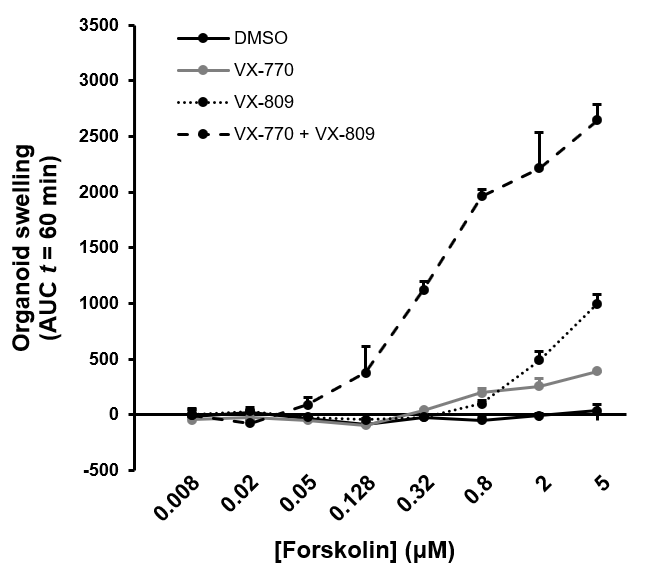 3500
3000
2500
2000
1500
1000
500
0
-500
Organoid swelling
(AUC t = 60 min)
DMSO
VX-770
VX-809
VX-770 + VX-809
0.008
0.02
0.05
0.128
0.32
0.8
2
5
[Forskolin] (µM)